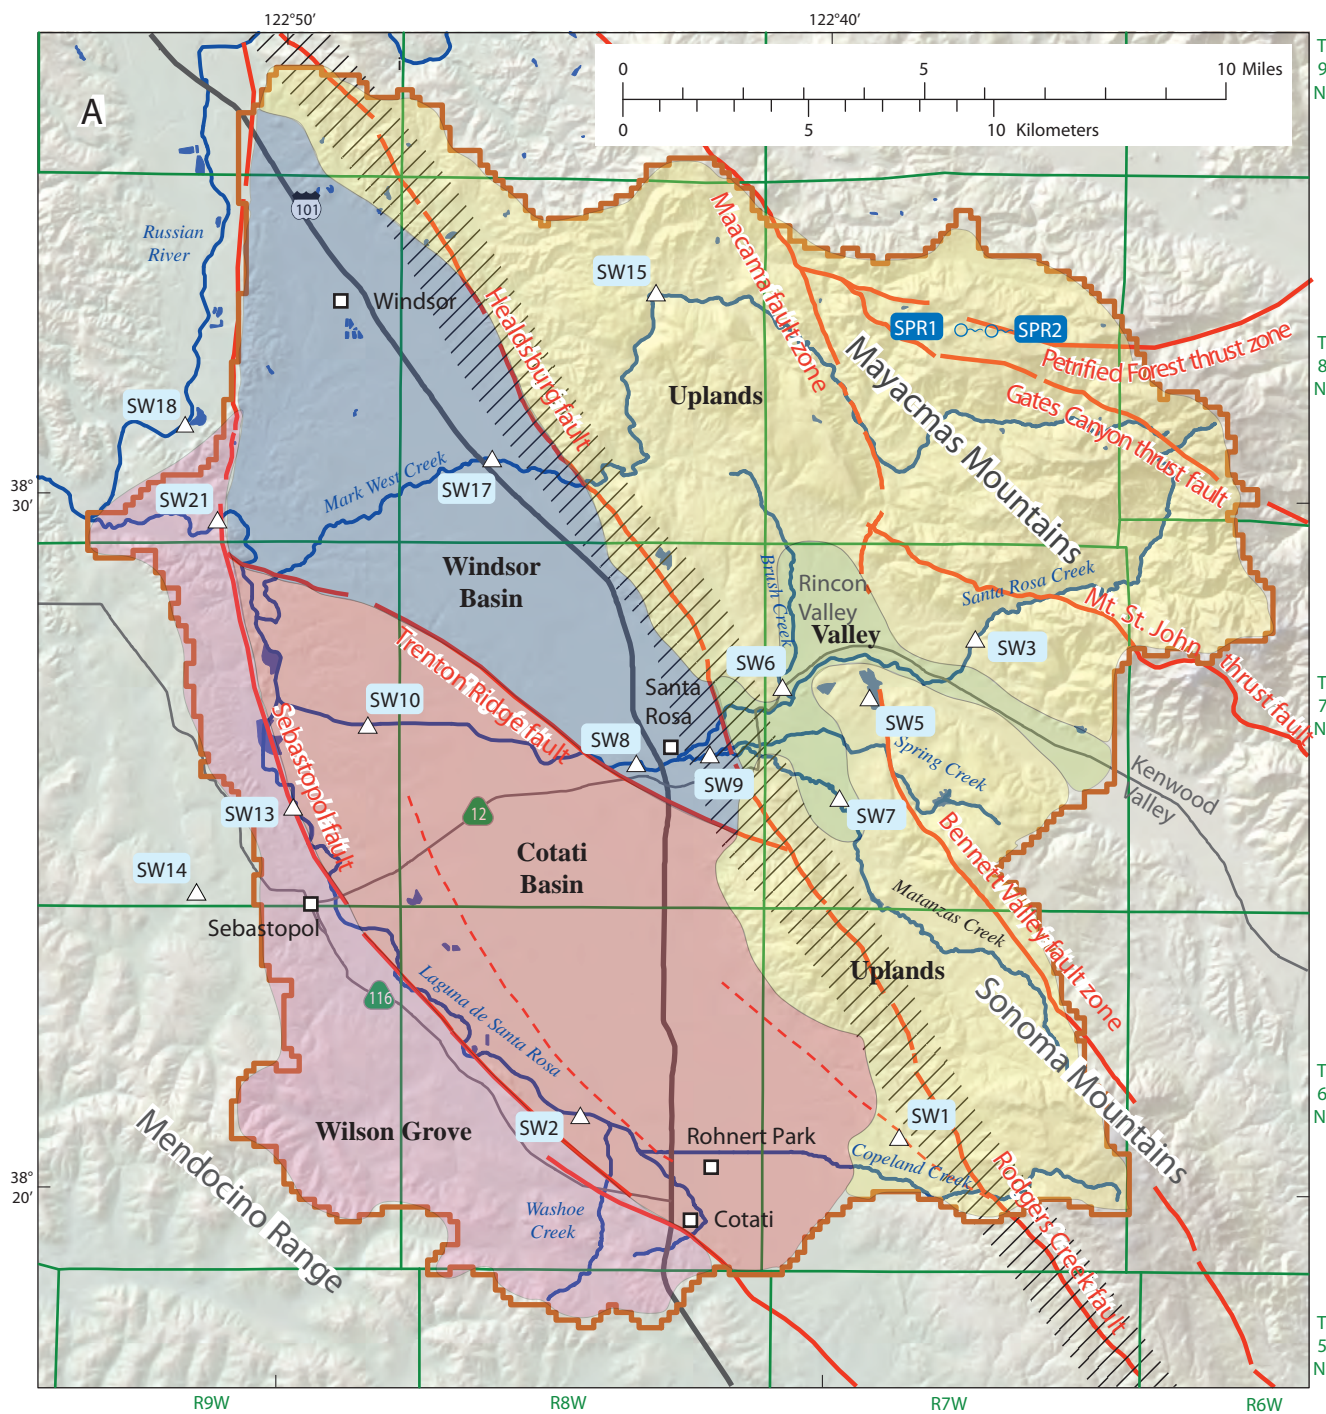 122°50'
122°40'
T
9
N
0
5
10 Miles
0
5
10 Kilometers
A
101
Russian
River
Windsor
SW15
Maacama fault zone
SPR1
SPR2
Petrified Forest thrust zone
T
8
N
Healdsburg fault
Uplands
Mayacmas Mountains
Gates Canyon thrust fault
SW18
Mark West Creek
SW17
38°
30'
SW21
Windsor
Basin
Brush Creek
Rincon
Valley
Valley
Santa Rosa Creek
Mt. St. John thrust fault
SW3
SW6
Trenton Ridge fault
Santa
Rosa
T
7
N
SW10
Sebastopol fault
SW8
SW5
Spring Creek
Kenwood
Valley
SW9
SW13
12
SW7
Cotati
Basin
Bennett Valley fault zone
SW14
Matanzas Creek
Sebastopol
Uplands
116
Laguna de Santa Rosa
Sonoma Mountains
T
6
N
Mendocino Range
Wilson Grove
SW2
SW1
Rohnert Park
Copeland Creek
Rodgers Creek fault
38°
20'
Washoe
Creek
Cotati
T
5
N
R9W
R8W
R7W
R6W